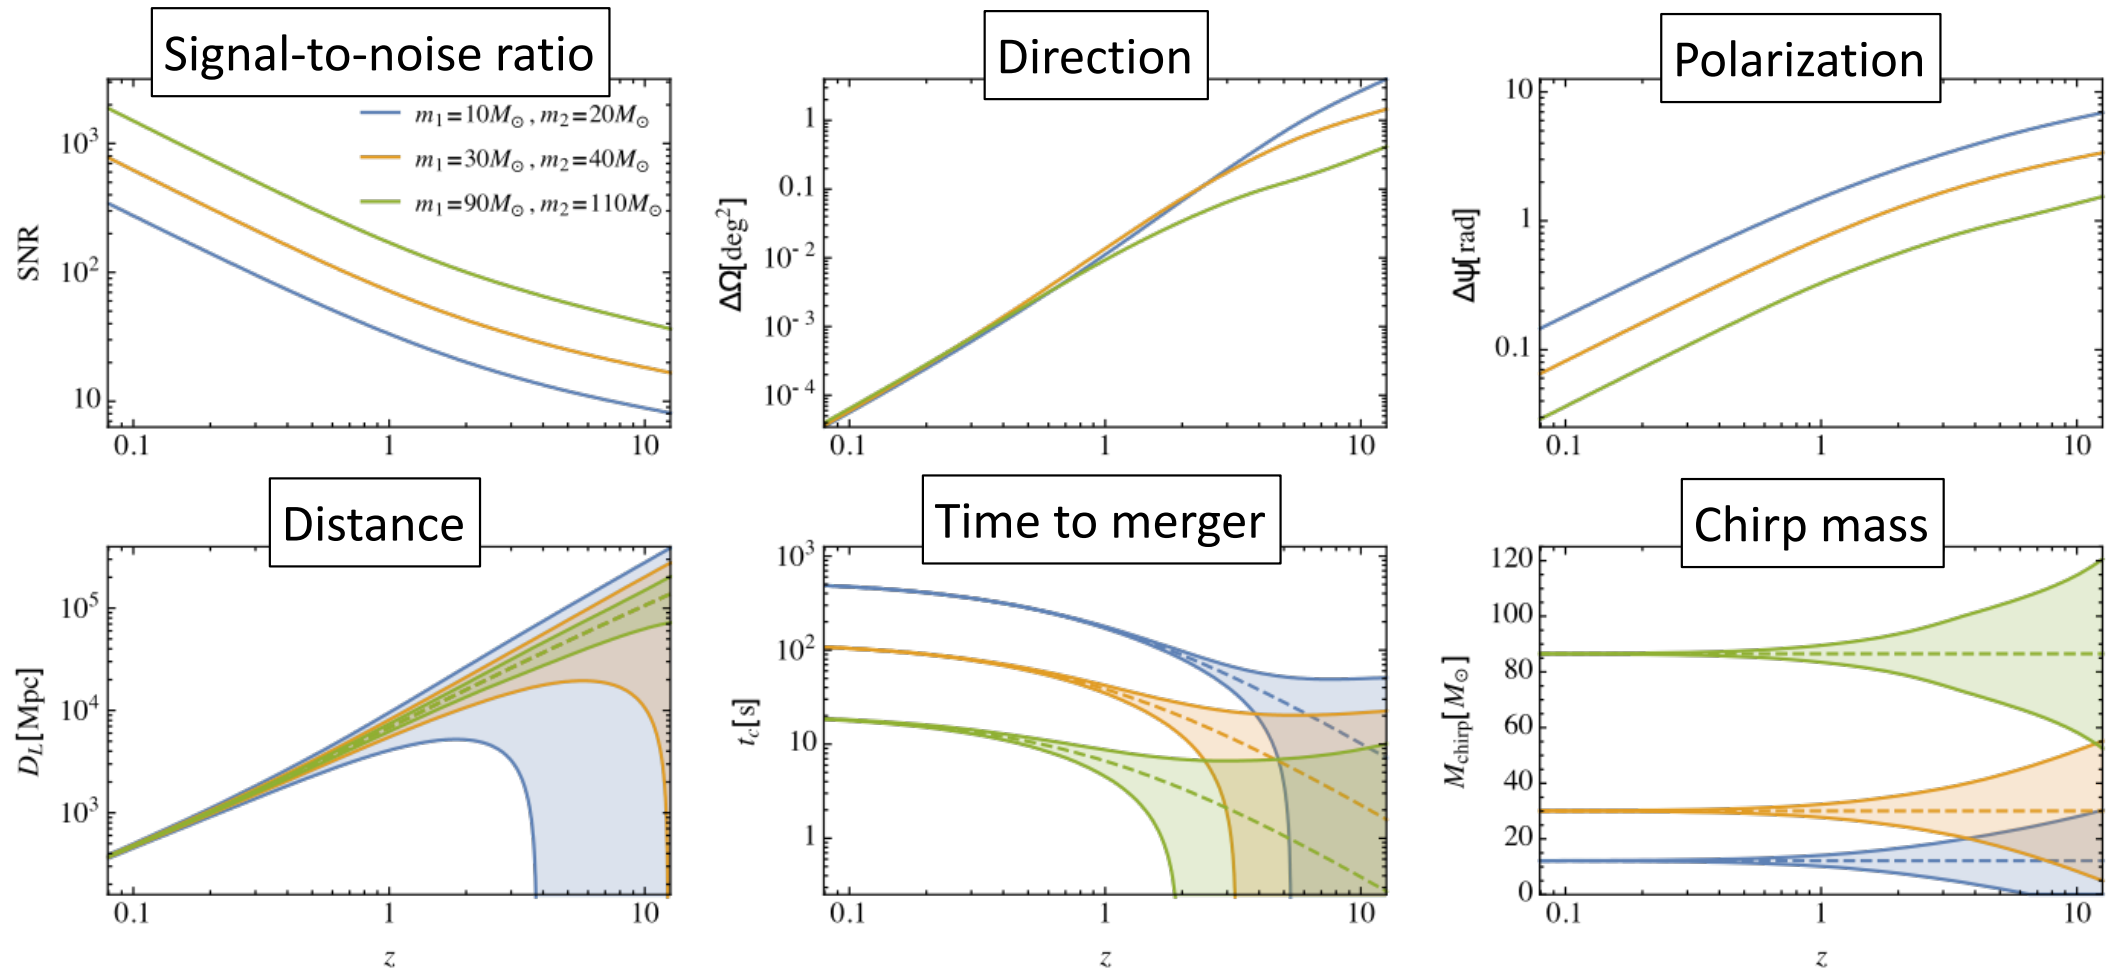 Signal-to-noise ratio
SNR
10³
10²
10
m₁=10M⊙, m₂=20M⊙
m₁=30M⊙, m₂=40M⊙
m₁=90M⊙, m₂=110M⊙
0.1 1 10
Direction
ΔΩ[deg²]
1
0.1
10⁻²
10⁻³
10⁻⁴
0.1 1 10
Polarization
Δψ[rad]
10
1
0.1
0.1 1 10
Distance
D_L[Mpc]
10⁵
10⁴
10³
0.1 1 10
z
Time to merger
t_c[s]
10³
10²
10
1
0.1 1 10
z
Chirp mass
M_chirp[M⊙]
120
100
80
60
40
20
0
0.1 1 10
z